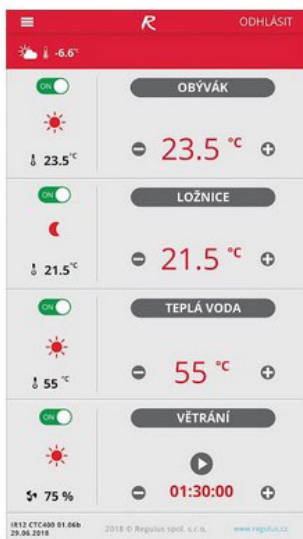 R ODHLÁSIT
-6.6°
ON OBÝVÁK
23.5 °C
23.5 °C
ON LOŽNICE
21.5 °C
21.5 °C
ON TEPLÁ VODA
55 °C
55 °C
ON VĚTRÁNÍ
75 % 01:30:00
IR12 CTC400 01.06b
29.06.2018
2018 © Regulus spol. s.r.o. www.regulus.cz